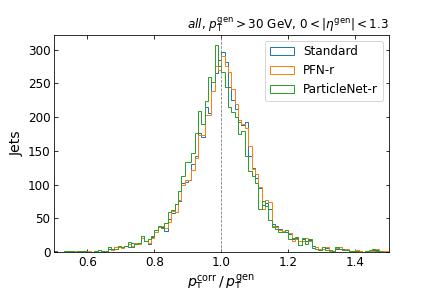 all, p_T^gen > 30 GeV, 0 < |η^gen| < 1.3
Standard
PFN-r
ParticleNet-r
Jets
300
250
200
150
100
50
0
0.6 0.8 1.0 1.2 1.4
p_T^corr / p_T^gen